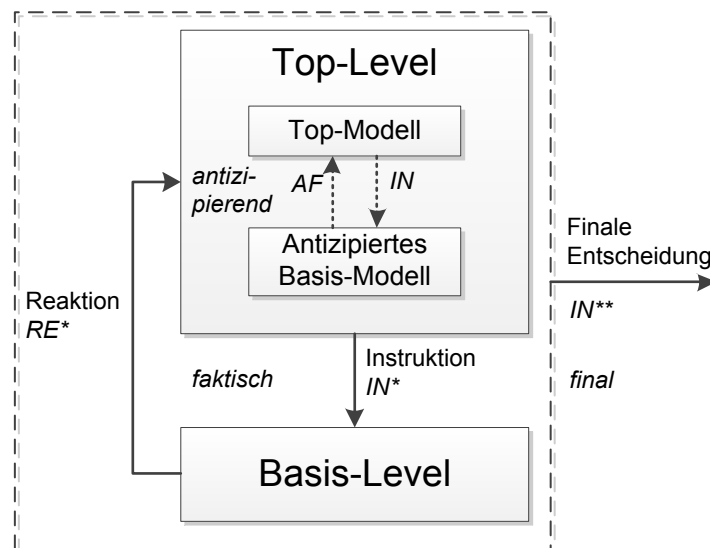 Top-Level
Top-Modell
antizi-
pierend
AF
IN
Antizipiertes
Basis-Modell
Finale
Entscheidung
IN**
final
Reaktion
RE*
Instruktion
IN*
faktisch
Basis-Level